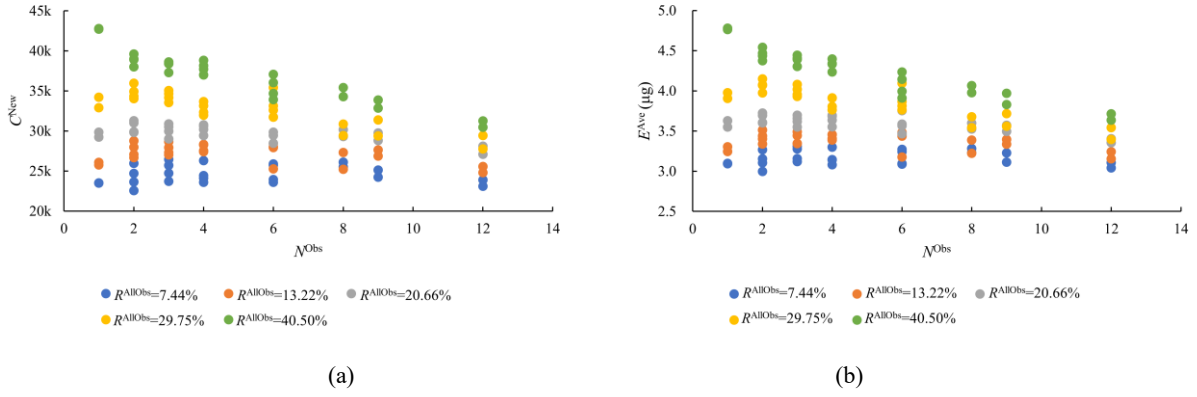 45k
40k
35k
30k
25k
20k
C^New
0 2 4 6 8 10 12 14
N^Obs
R^AllObs=7.44% R^AllObs=13.22% R^AllObs=20.66%
R^AllObs=29.75% R^AllObs=40.50%
(a)
5.0
4.5
4.0
3.5
3.0
2.5
E^Ave (μg)
0 2 4 6 8 10 12 14
N^Obs
R^AllObs=7.44% R^AllObs=13.22% R^AllObs=20.66%
R^AllObs=29.75% R^AllObs=40.50%
(b)